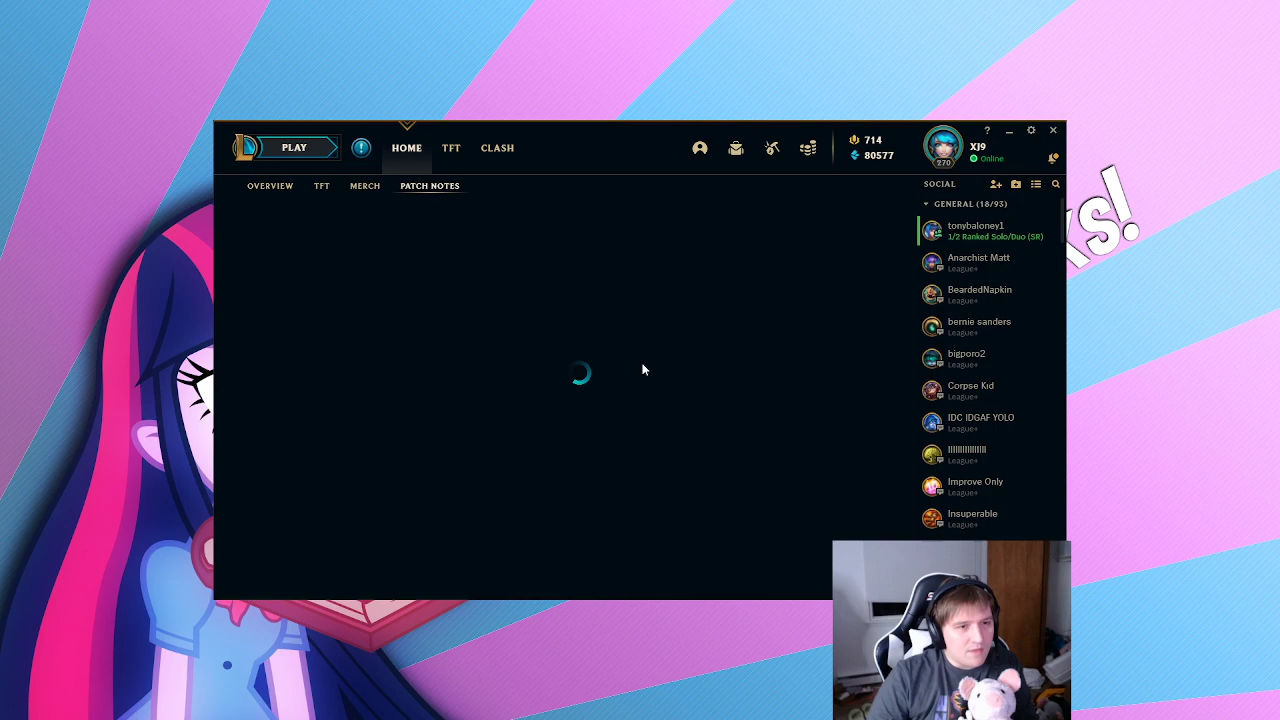 PLAY
HOME
TFT
CLASH
714
80577
270
XJ9
Online
OVERVIEW
TFT
MERCH
PATCH NOTES
SOCIAL
GENERAL (18/93)
tonybaloney1
1/2 Ranked Solo/Duo (SR)
Anarchist Matt
League+
BeardedNapkin
League+
bernie sanders
League+
bigporo2
League+
Corpse Kid
League+
IDC IDGAF YOLO
League+
League+
Improve Only
League+
Insuperable
League+
ks!